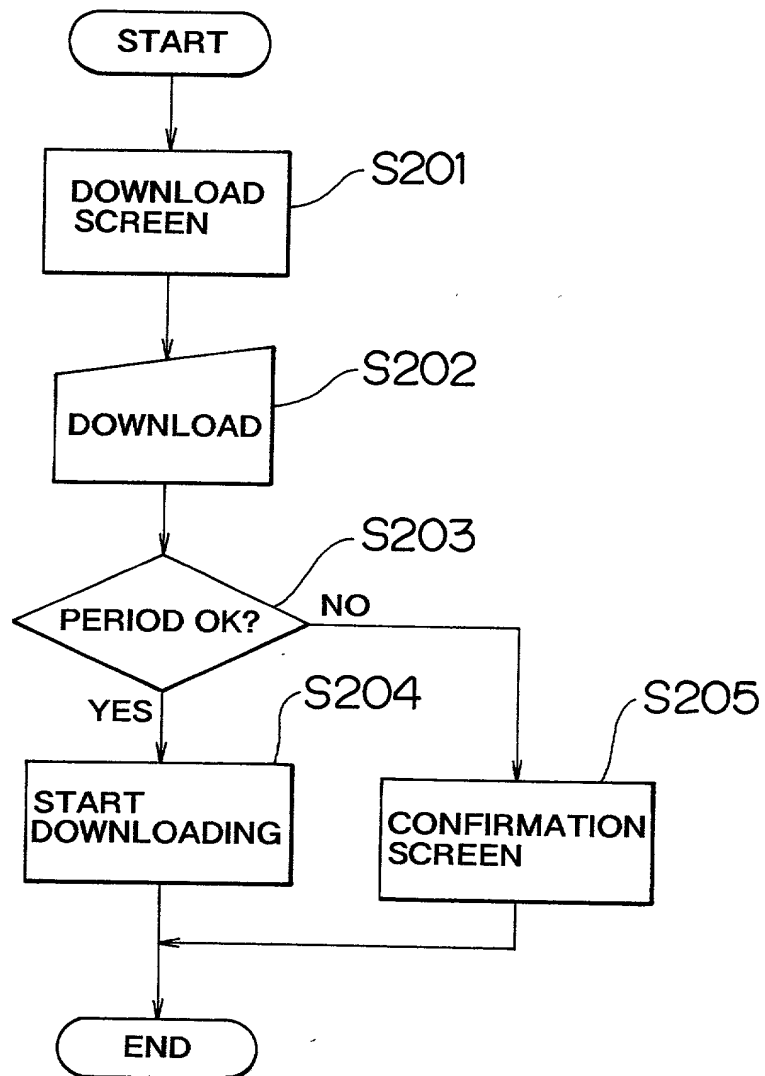 START
DOWNLOAD
SCREEN
S201
DOWNLOAD
S202
PERIOD OK?
S203
NO
YES
START
DOWNLOADING
S204
CONFIRMATION
SCREEN
S205
END